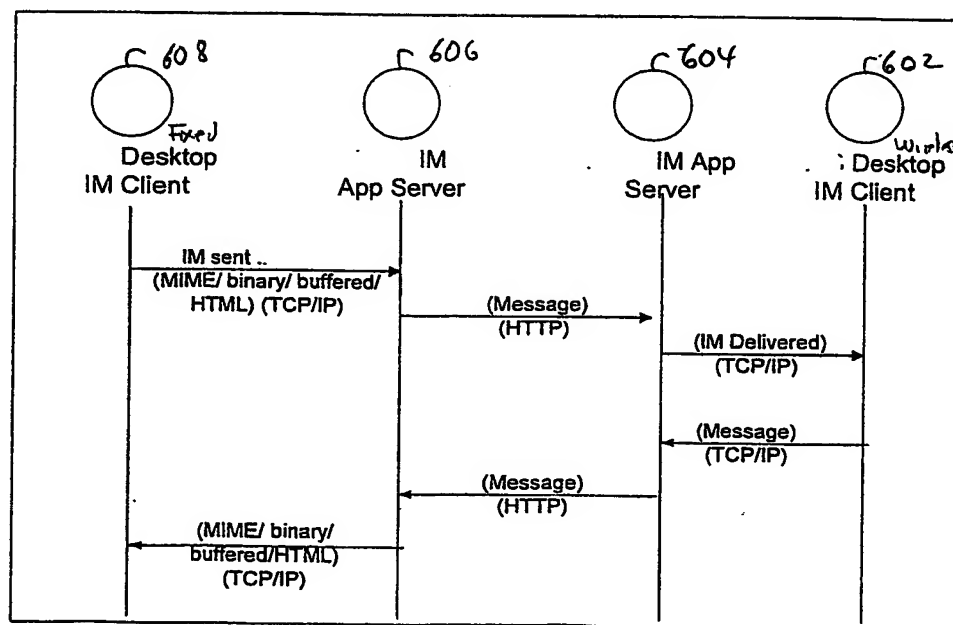 608
606
604
602
Fixed
Desktop
IM Client
IM
App Server
IM App
Server
Desktop
IM Client
IM sent ..
(MIME/ binary/ buffered/
HTML) (TCP/IP)
(Message)
(HTTP)
(IM Delivered)
(TCP/IP)
(Message)
(TCP/IP)
(Message)
(HTTP)
(MIME/ binary/
buffered/HTML)
(TCP/IP)